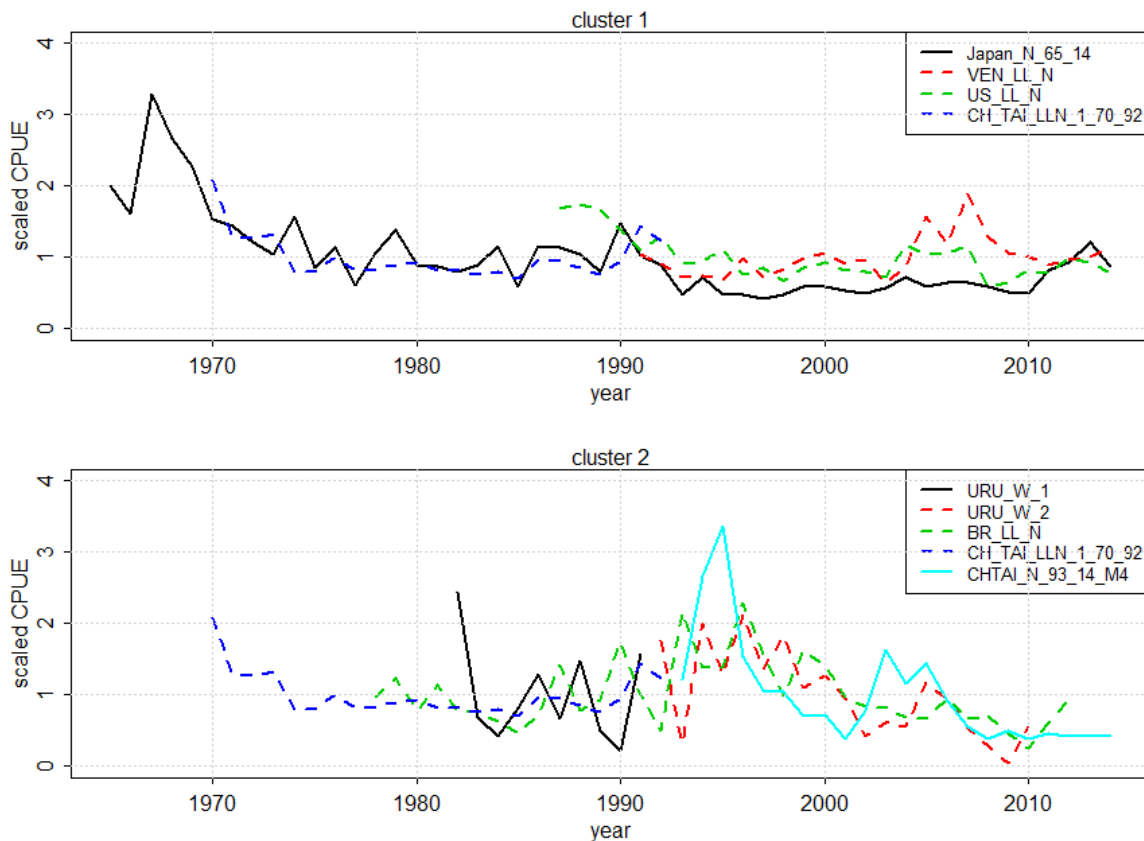 cluster 1
scaled CPUE
4
3
2
1
0
Japan_N_65_14
VEN_LL_N
US_LL_N
CH_TAI_LLN_1_70_92
1970 1980 1990 2000 2010
year
cluster 2
scaled CPUE
4
3
2
1
0
URU_W_1
URU_W_2
BR_LL_N
CH_TAI_LLN_1_70_92
CHTAI_N_93_14_M4
1970 1980 1990 2000 2010
year